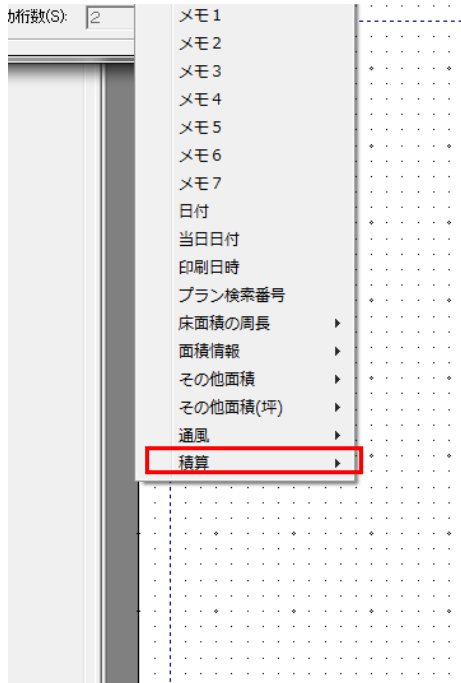 効桁数(S): 2
メモ1
メモ2
メモ3
メモ4
メモ5
メモ6
メモ7
日付
当日日付
印刷日時
プラン検索番号
床面積の周長
面積情報
その他面積
その他面積(坪)
通風
積算